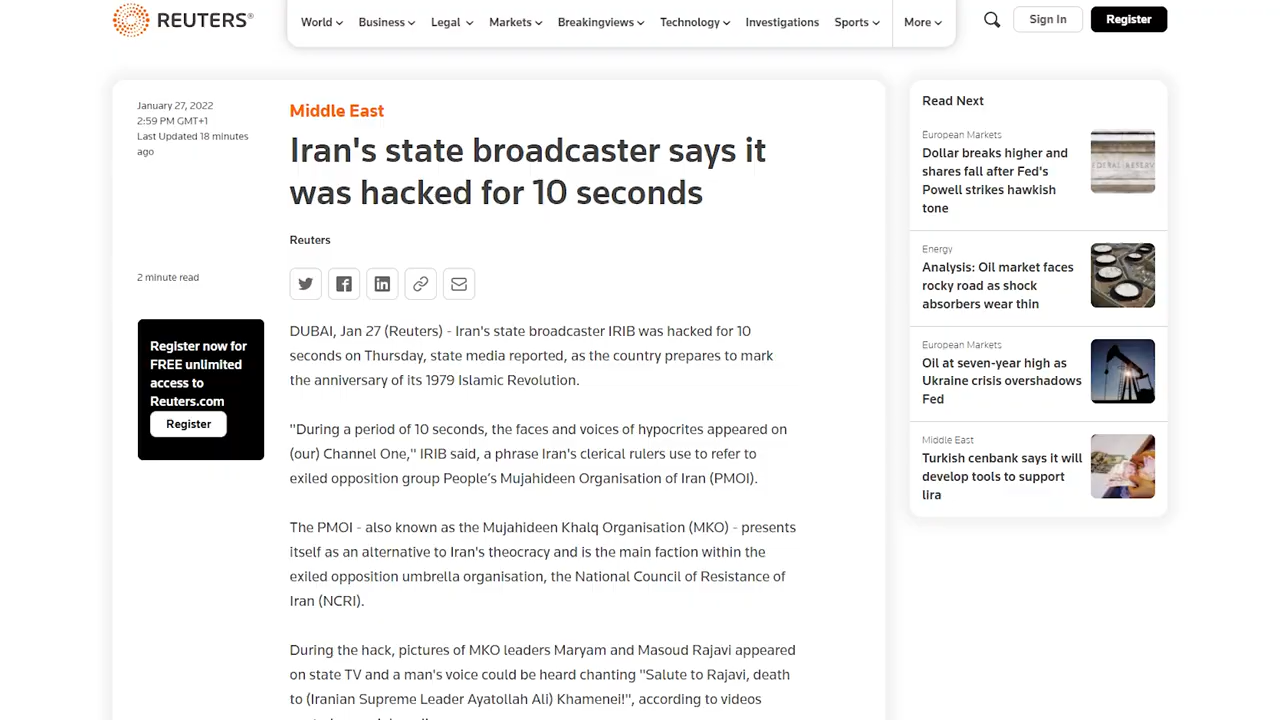 REUTERS®
World
Business
Legal
Markets
Breakingviews
Technology
Investigations
Sports
More
Sign In
Register
January 27, 2022
2:59 PM GMT+1
Last Updated 18 minutes
ago
Middle East
Iran's state broadcaster says it
was hacked for 10 seconds
Reuters
2 minute read
Register now for
FREE unlimited
access to
Reuters.com
Register
DUBAI, Jan 27 (Reuters) - Iran's state broadcaster IRIB was hacked for 10
seconds on Thursday, state media reported, as the country prepares to mark
the anniversary of its 1979 Islamic Revolution.
"During a period of 10 seconds, the faces and voices of hypocrites appeared on
(our) Channel One," IRIB said, a phrase Iran's clerical rulers use to refer to
exiled opposition group People’s Mujahideen Organisation of Iran (PMOI).
The PMOI - also known as the Mujahideen Khalq Organisation (MKO) - presents
itself as an alternative to Iran's theocracy and is the main faction within the
exiled opposition umbrella organisation, the National Council of Resistance of
Iran (NCRI).
During the hack, pictures of MKO leaders Maryam and Masoud Rajavi appeared
on state TV and a man's voice could be heard chanting "Salute to Rajavi, death
to (Iranian Supreme Leader Ayatollah Ali) Khamenei!", according to videos
Read Next
European Markets
Dollar breaks higher and
shares fall after Fed's
Powell strikes hawkish
tone
Energy
Analysis: Oil market faces
rocky road as shock
absorbers wear thin
European Markets
Oil at seven-year high as
Ukraine crisis overshadows
Fed
Middle East
Turkish cenbank says it will
develop tools to support
lira